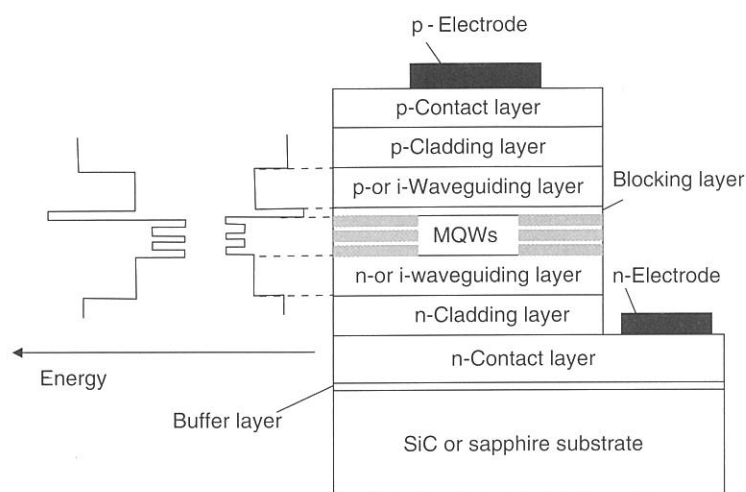 p - Electrode
p-Contact layer
p-Cladding layer
p-or i-Waveguiding layer
Blocking layer
MQWs
n-or i-waveguiding layer
n-Electrode
n-Cladding layer
n-Contact layer
Energy
Buffer layer
SiC or sapphire substrate